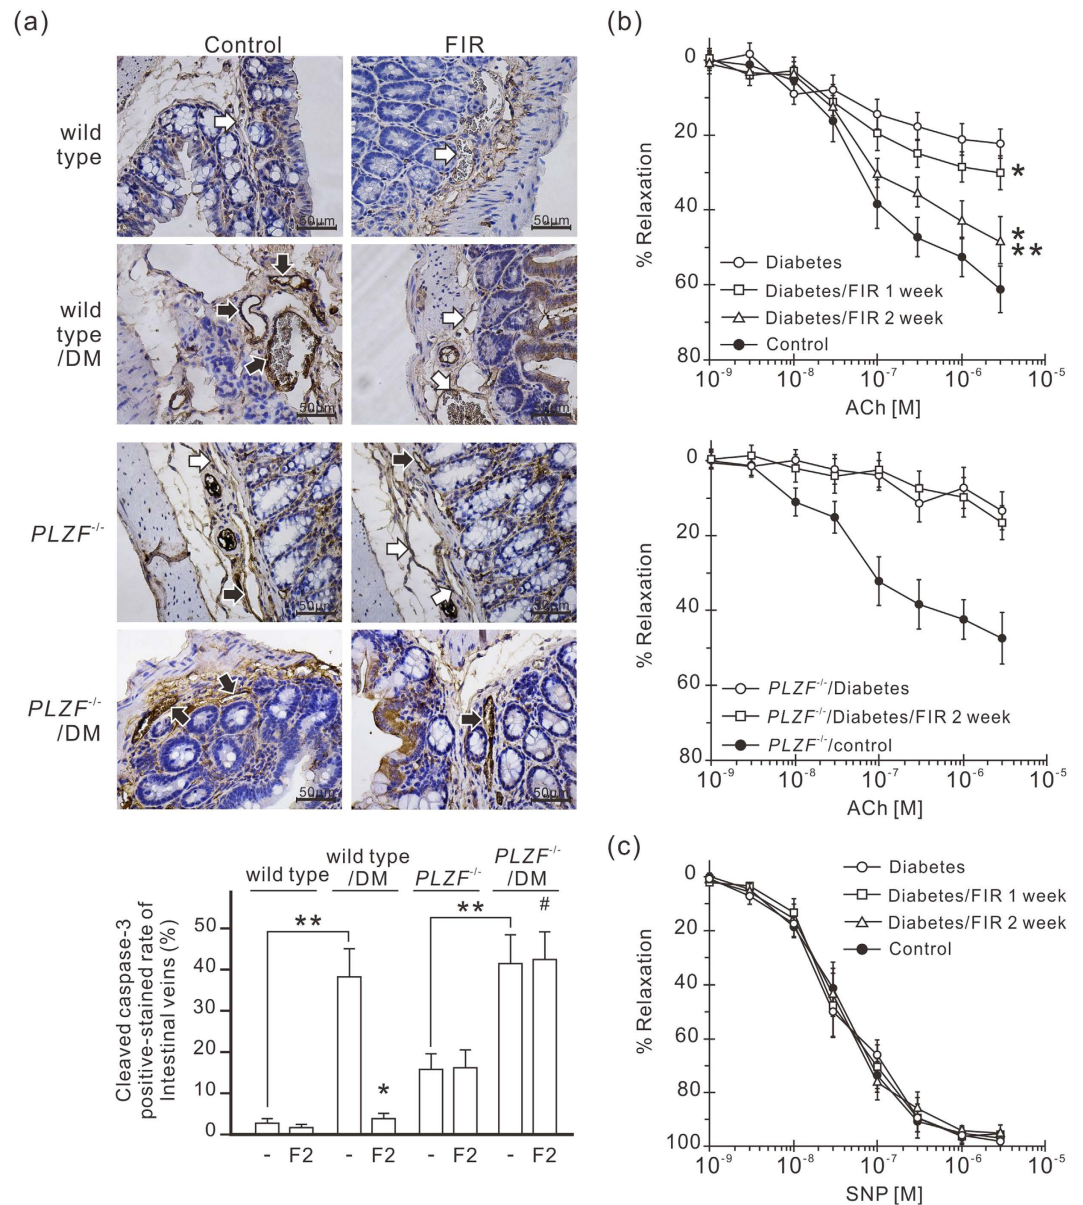 (a)
Control
FIR
wild
type
50μm
50μm
wild
type
/DM
50μm
50μm
PLZF-/-
50μm
50μm
PLZF-/-
/DM
50μm
50μm
Cleaved caspase-3
positive-stained rate of
Intestinal veins (%)
50
40
30
20
10
0
wild type
wild type
/DM
PLZF-/-
PLZF-/-
/DM
**
*
**
#
- F2 - F2 - F2 - F2
(b)
% Relaxation
0
20
40
60
80
*
*
**
Diabetes
Diabetes/FIR 1 week
Diabetes/FIR 2 week
Control
10-9 10-8 10-7 10-6 10-5
ACh [M]
% Relaxation
0
20
40
60
80
PLZF-/-/Diabetes
PLZF-/-/Diabetes/FIR 2 week
PLZF-/-/control
10-9 10-8 10-7 10-6 10-5
ACh [M]
(c)
% Relaxation
0
20
40
60
80
100
Diabetes
Diabetes/FIR 1 week
Diabetes/FIR 2 week
Control
10-9 10-8 10-7 10-6 10-5
SNP [M]